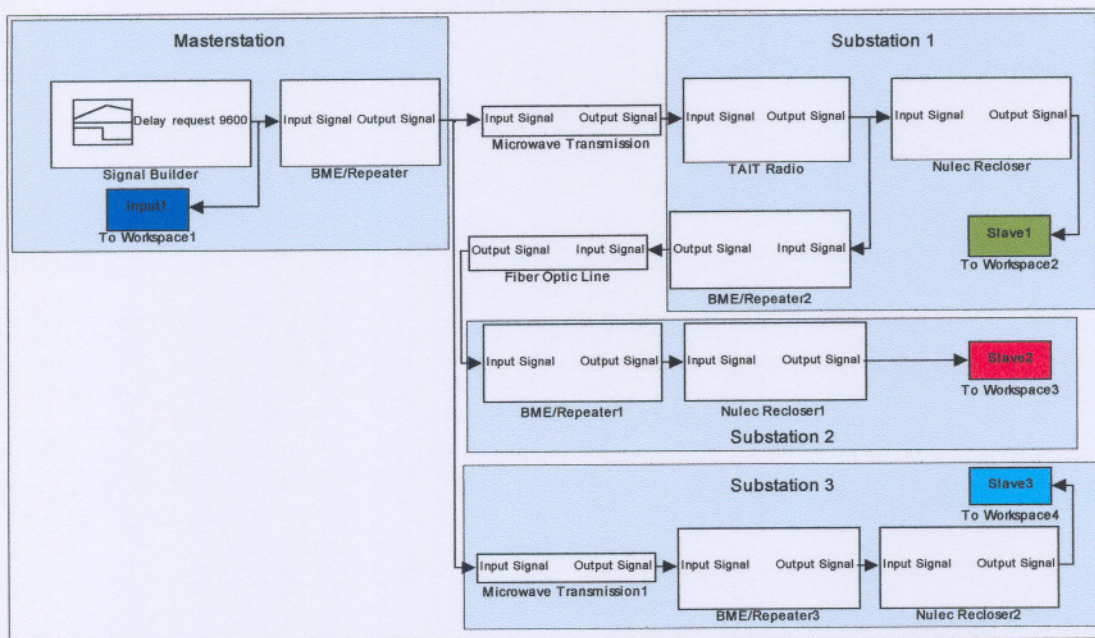 Masterstation
Delay request 9600
Signal Builder
Input Signal Output Signal
BME/Repeater
input1
To Workspace1
Input Signal Output Signal
Microwave Transmission
Substation 1
Input Signal Output Signal
TAIT Radio
Input Signal Output Signal
Nulec Recloser
Slave1
To Workspace2
Output Signal Input Signal
BME/Repeater2
Output Signal Input Signal
Fiber Optic Line
Input Signal Output Signal
BME/Repeater1
Input Signal Output Signal
Nulec Recloser1
Slave2
To Workspace3
Substation 2
Substation 3
Slave3
To Workspace4
Input Signal Output Signal
Microwave Transmission1
Input Signal Output Signal
BME/Repeater3
Input Signal Output Signal
Nulec Recloser2